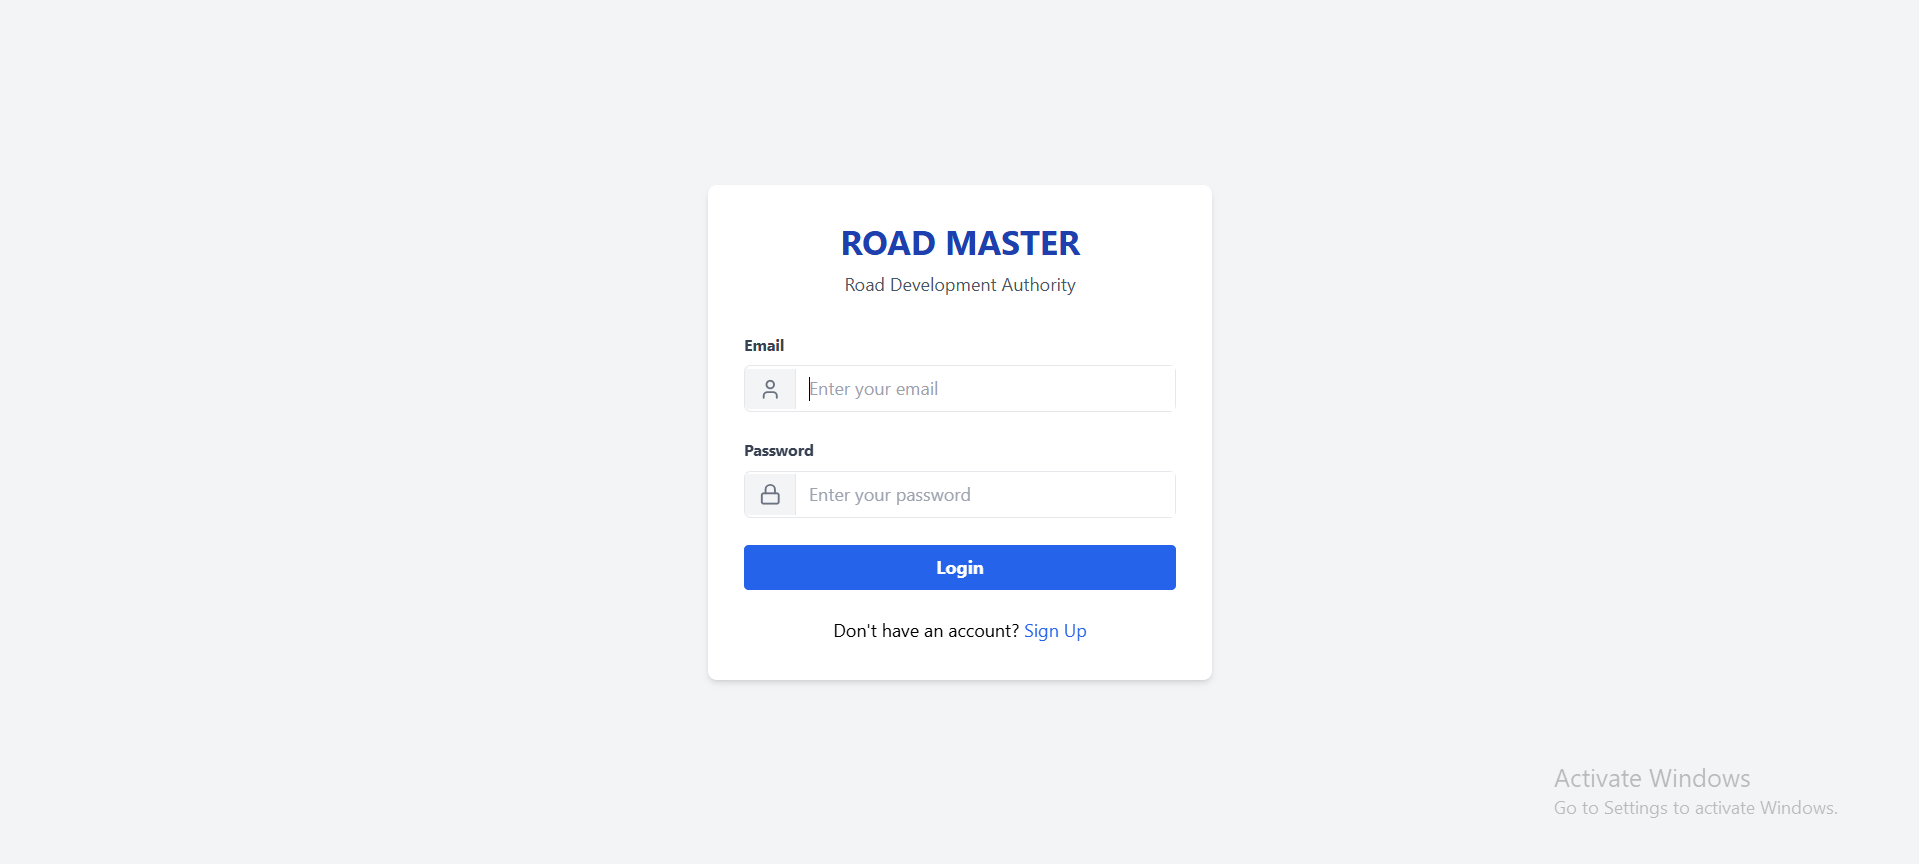 ROAD MASTER
Road Development Authority
Email
Enter your email
Password
Enter your password
Login
Don't have an account? Sign Up
Activate Windows
Go to Settings to activate Windows.